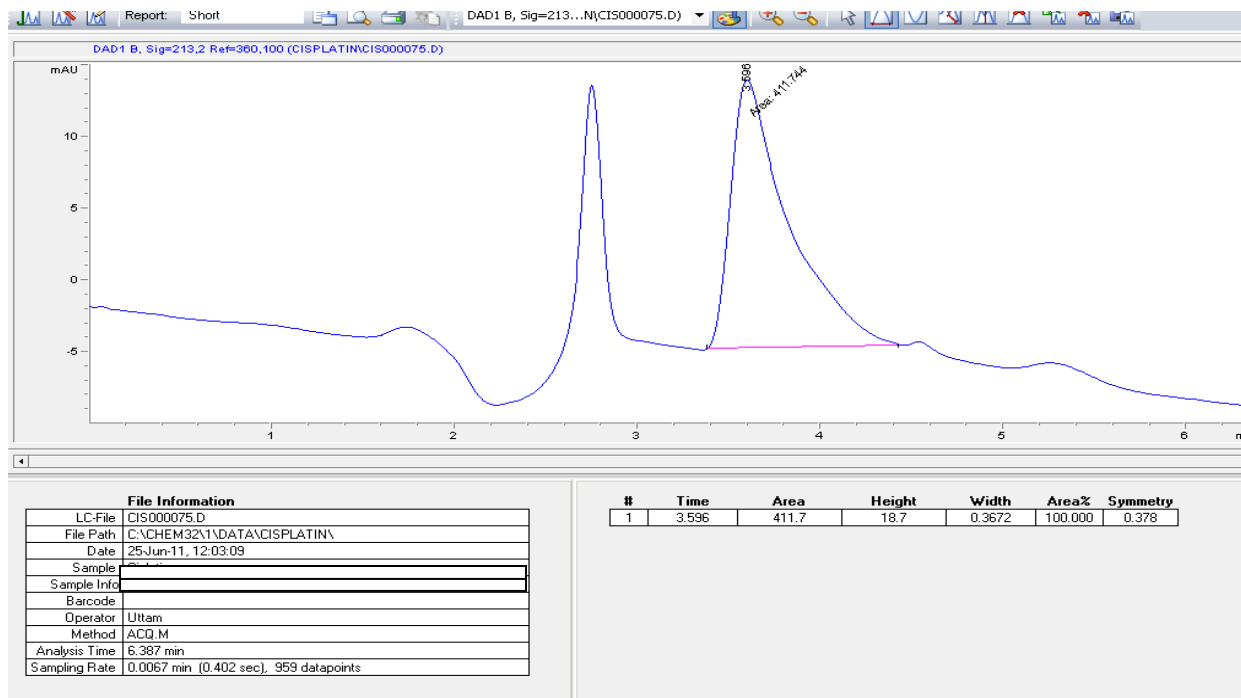 Report: Short DAD1 B, Sig=213...N\CIS000075.D)
DAD1 B, Sig=213,2 Ref=360,100 (CISPLATIN\CIS000075.D)
mAU
3.596
Area: 411.744
10
5
0
-5
1 2 3 4 5 6
File Information
LC-File CIS000075.D
File Path C:\CHEM32\1\DATA\CISPLATIN\
Date 25-Jun-11, 12:03:09
Sample
Sample Info
Barcode
Operator Uttam
Method ACQ.M
Analysis Time 6.387 min
Sampling Rate 0.0067 min (0.402 sec), 959 datapoints
# Time Area Height Width Area% Symmetry
1 3.596 411.7 18.7 0.3672 100.000 0.378